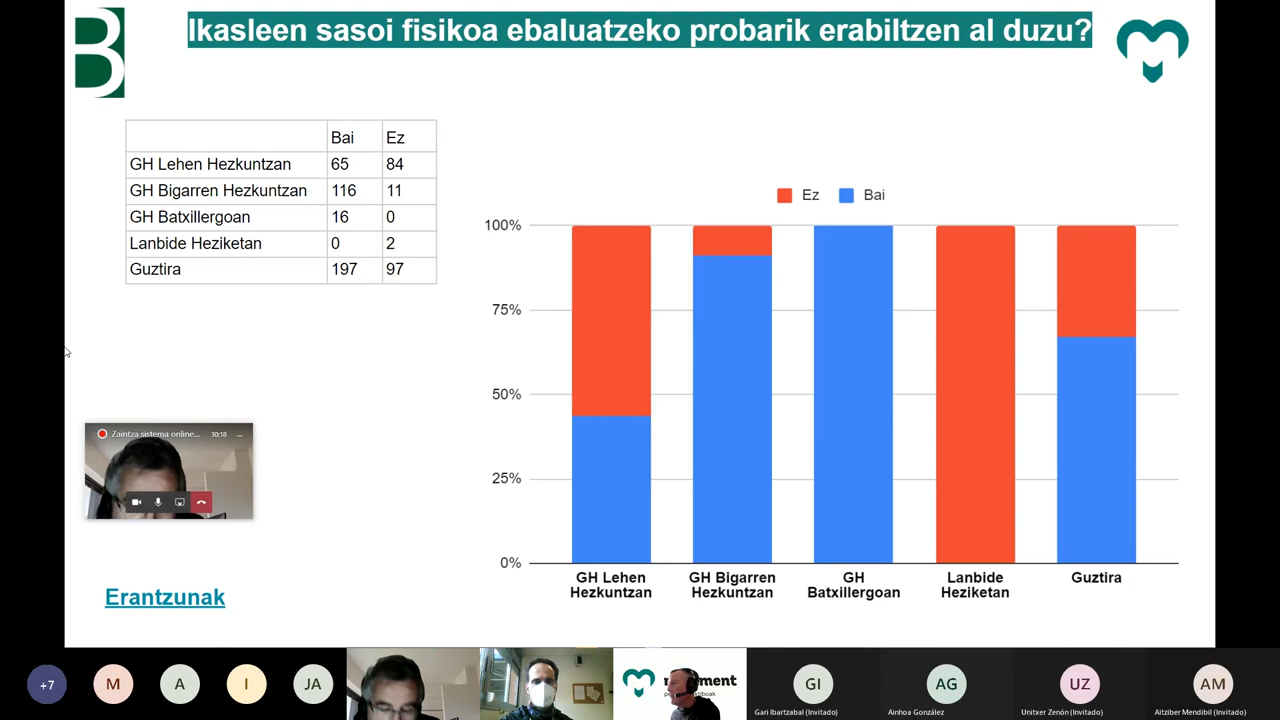 B
Ikasleen sasoi fisikoa ebaluatzeko probarik erabiltzen al duzu?
Bai Ez
GH Lehen Hezkuntzan 65 84
GH Bigarren Hezkuntzan 116 11
GH Batxillergoan 16 0
Lanbide Heziketan 0 2
Guztira 197 97
Ez Bai
100%
75%
50%
25%
0%
GH Lehen Hezkuntzan
GH Bigarren Hezkuntzan
GH Batxillergoan
Lanbide Heziketan
Guztira
Zaintza sistema online... 30:18
Erantzunak
+7 M A I JA GI AG UZ AM
Gari Ibartzabal (Invitado) Ainhoa González Unitxer Zenón (Invitado) Aitziber Mendibil (Invitado)